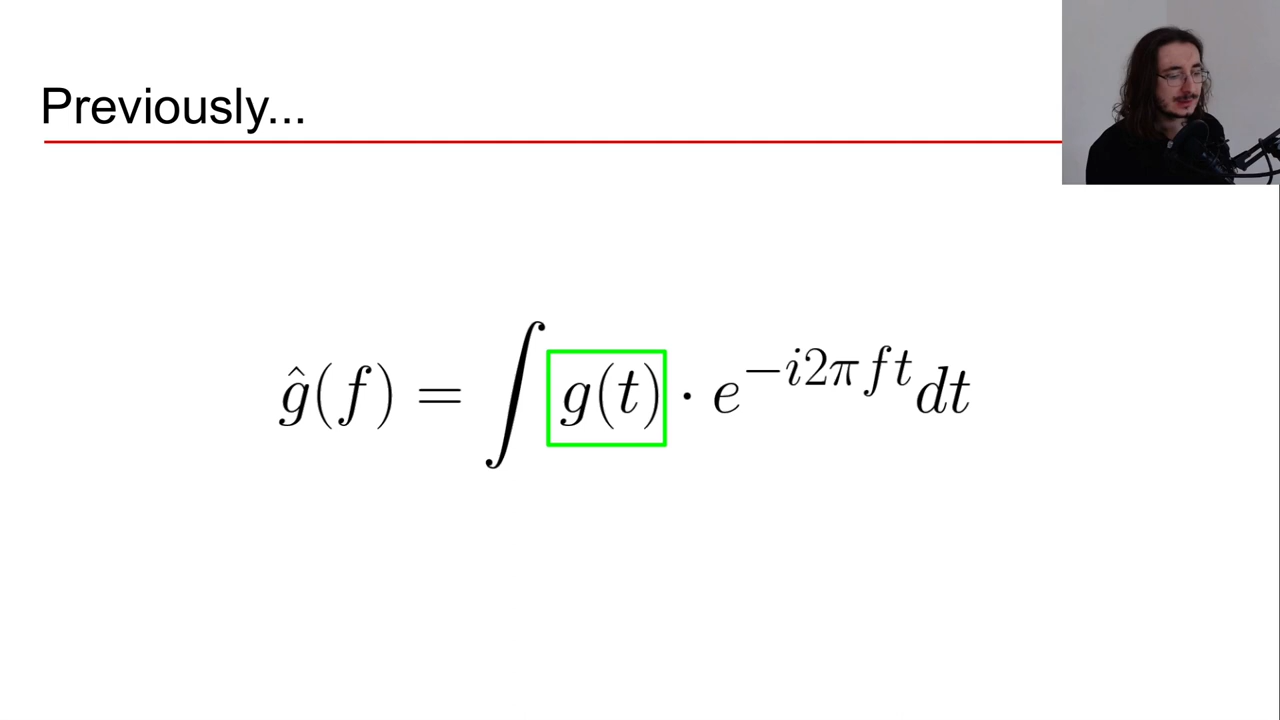 Previously...
ĝ(f) = ∫ g(t) · e^{−i2πft} dt